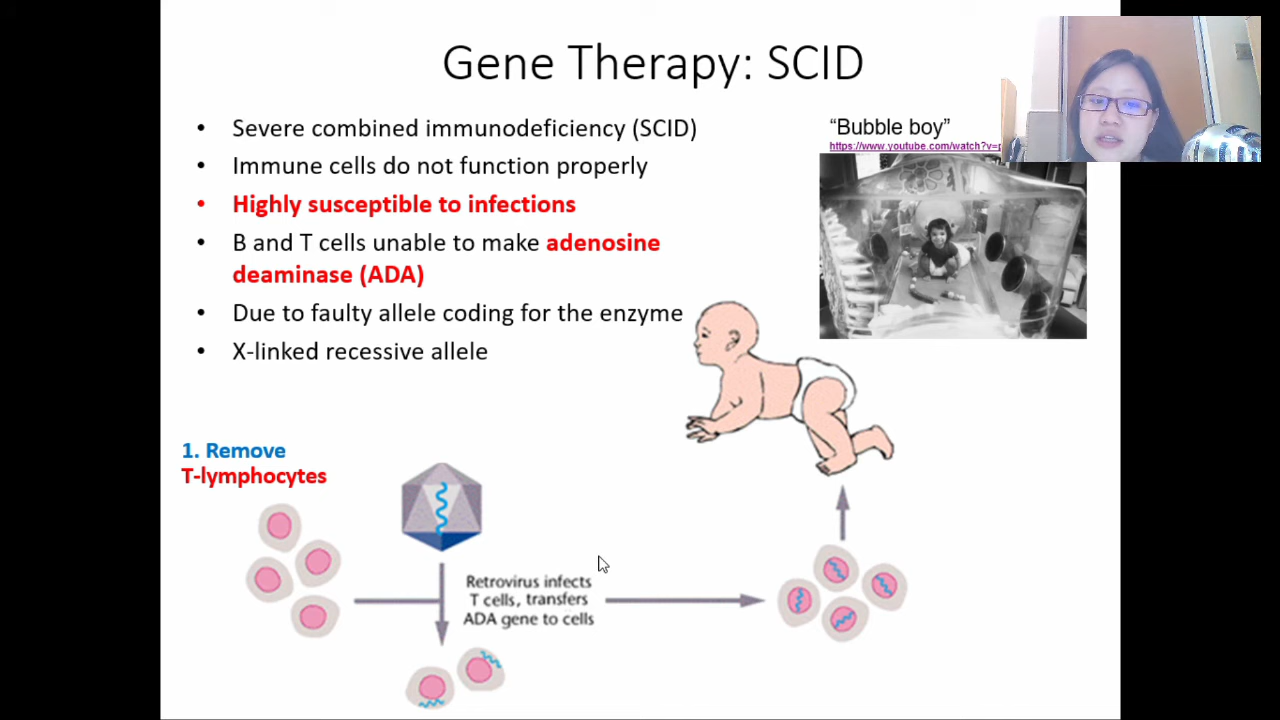 Gene Therapy: SCID
• Severe combined immunodeficiency (SCID)
• Immune cells do not function properly
• Highly susceptible to infections
• B and T cells unable to make adenosine
deaminase (ADA)
• Due to faulty allele coding for the enzyme
• X-linked recessive allele
“Bubble boy”
https://www.youtube.com/watch?v=
1. Remove
T-lymphocytes
Retrovirus infects
T cells, transfers
ADA gene to cells